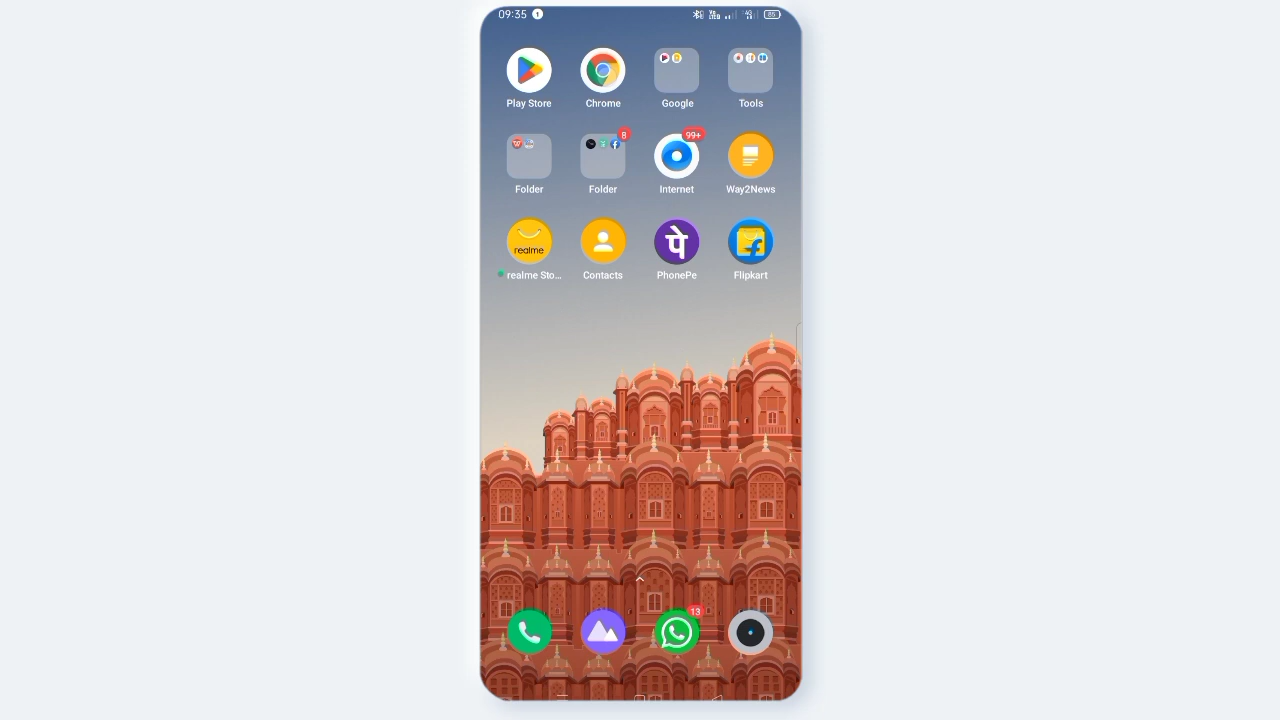 09:35
85
Play Store
Chrome
Google
Tools
8
99+
Folder
Folder
Internet
Way2News
realme
पे
realme Sto...
Contacts
PhonePe
Flipkart
13